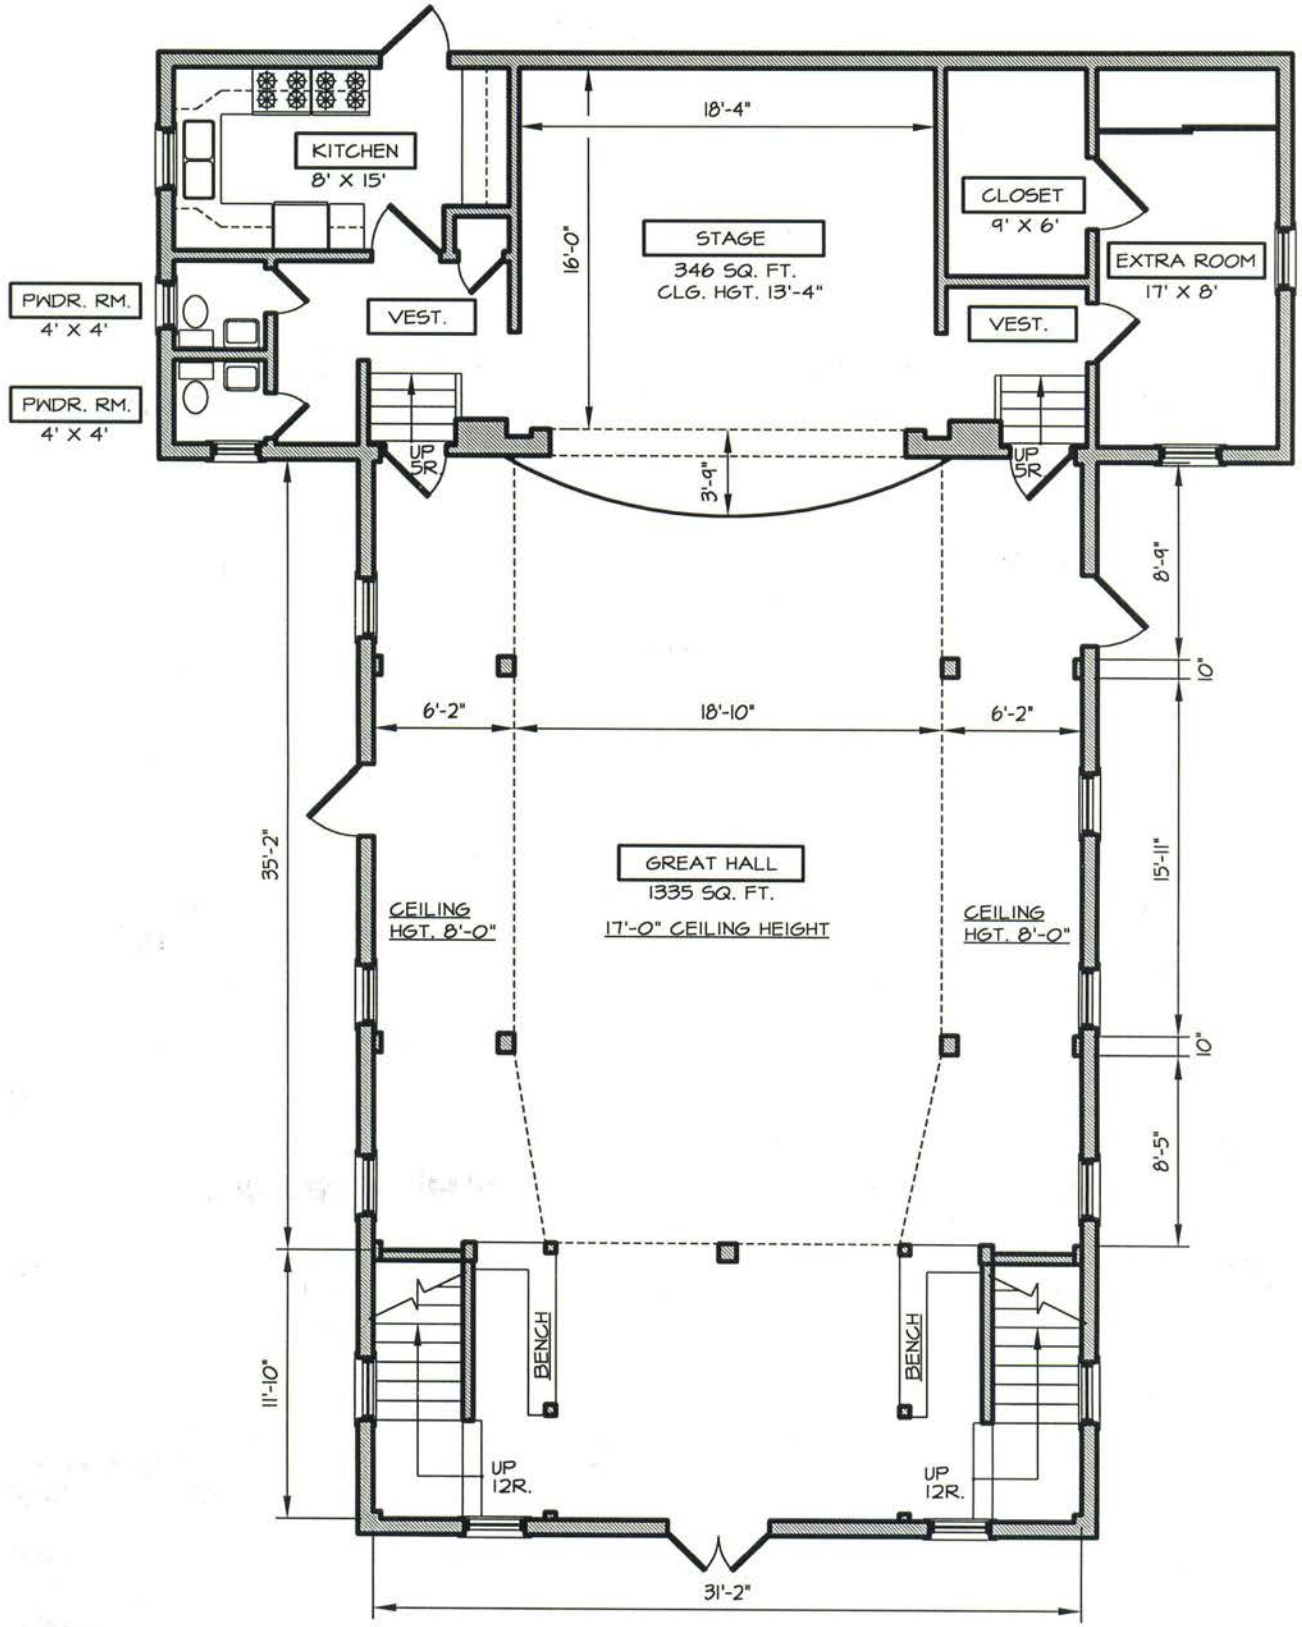 18'-4"
KITCHEN
8' X 15'
CLOSET
9' X 6'
16'-0"
STAGE
346 SQ. FT.
CLG. HGT. 13'-4"
EXTRA ROOM
17' X 8'
PWDR. RM.
4' X 4'
VEST.
VEST.
PWDR. RM.
4' X 4'
UP
5R
UP
5R
3'-9"
8'-9"
10"
6'-2"
18'-10"
6'-2"
35'-2"
GREAT HALL
1335 SQ. FT.
15'-11"
CEILING
HGT. 8'-0"
17'-0" CEILING HEIGHT
CEILING
HGT. 8'-0"
10"
8'-5"
BENCH
BENCH
11'-10"
UP
12R.
UP
12R.
31'-2"